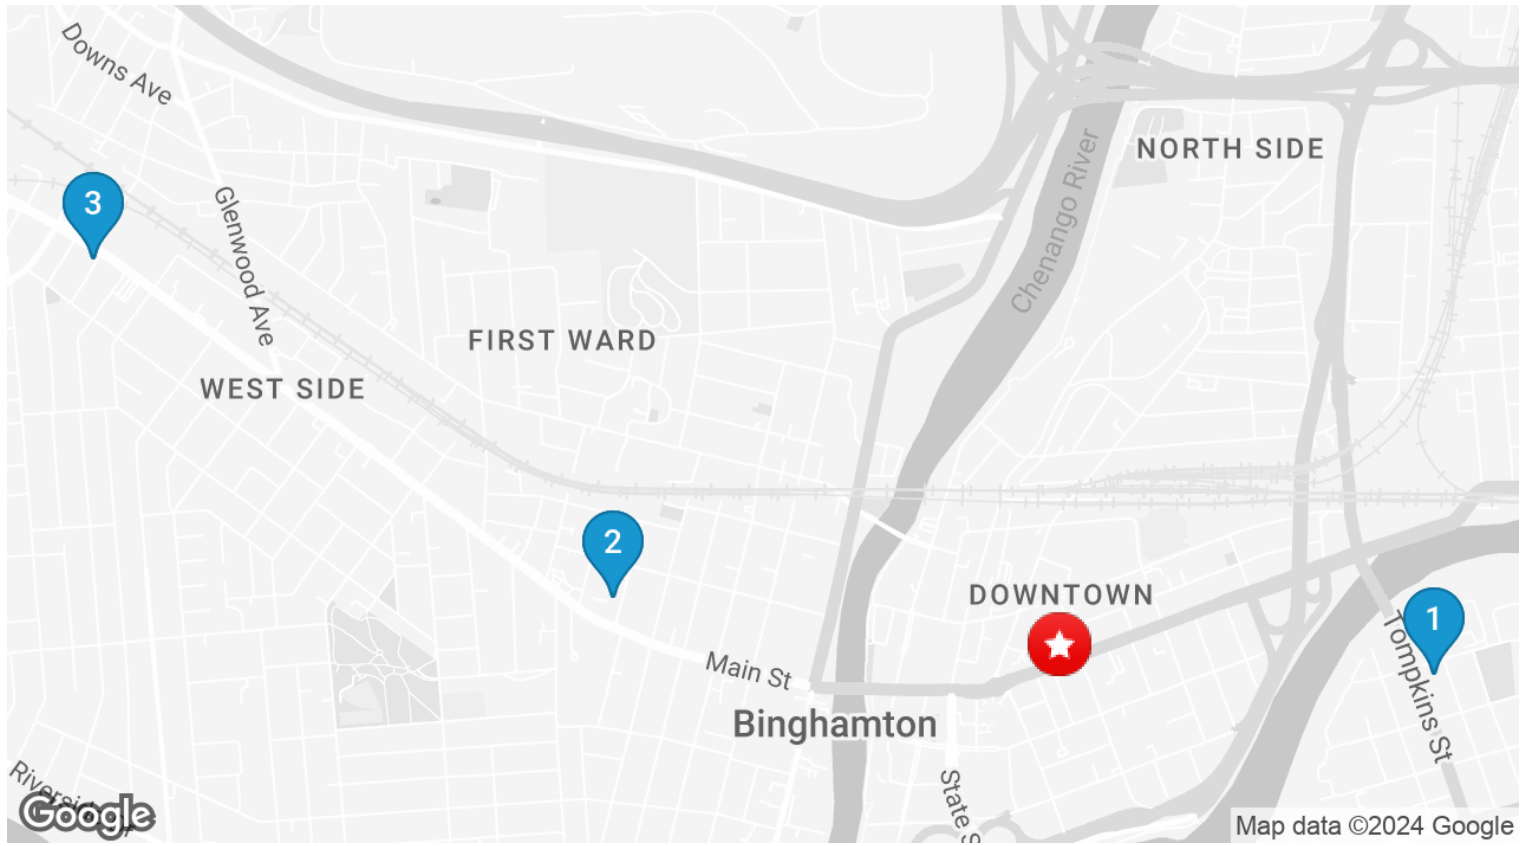 Downs Ave
NORTH SIDE
Chenango River
3
Glenwood Ave
FIRST WARD
WEST SIDE
2
DOWNTOWN
1
Tompkins St
Main St
Binghamton
State S
Google
Map data ©2024 Google